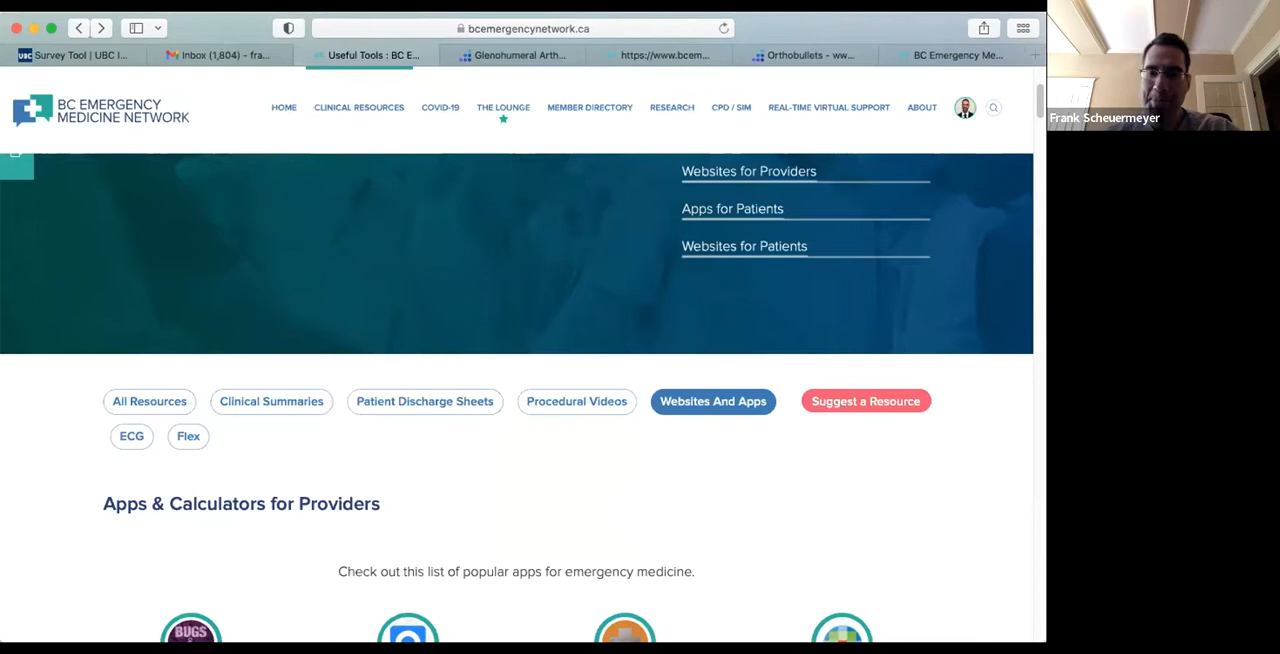 bcemergencynetwork.ca
UBC Survey Tool | UBC I...
Inbox (1,804) - fra...
Useful Tools : BC E...
Glenohumeral Arth...
https://www.bcem...
Orthobullets - ww...
BC Emergency Me...
BC EMERGENCY
MEDICINE NETWORK
HOME
CLINICAL RESOURCES
COVID-19
THE LOUNGE
MEMBER DIRECTORY
RESEARCH
CPD / SIM
REAL-TIME VIRTUAL SUPPORT
ABOUT
Frank Scheuermeyer
Websites for Providers
Apps for Patients
Websites for Patients
All Resources
Clinical Summaries
Patient Discharge Sheets
Procedural Videos
Websites And Apps
Suggest a Resource
ECG
Flex
Apps & Calculators for Providers
Check out this list of popular apps for emergency medicine.
BUGS